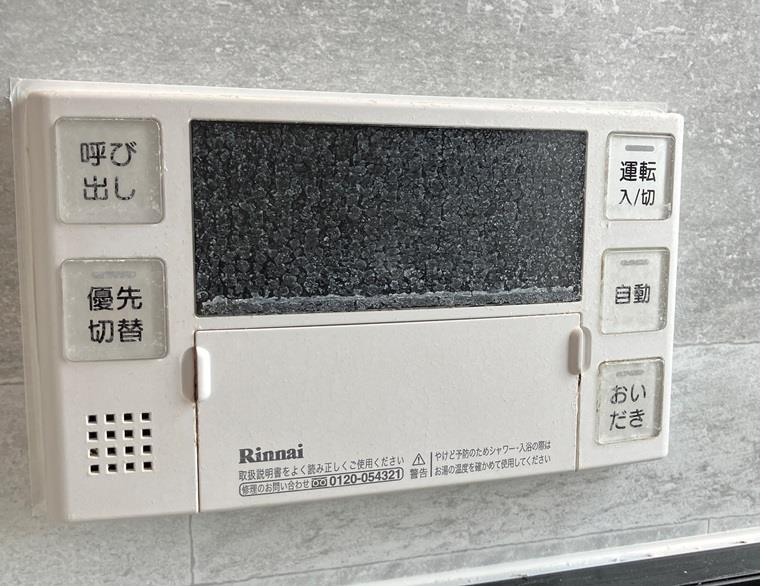 呼び
出し
運転
入/切
優先
切替
自動
おい
だき
Rinnai
取扱説明書をよく読み正しくご使用ください
修理のお問い合わせ 0120-054321
警告
やけど予防のためシャワー・入浴の際は
お湯の温度を確かめて使用してください